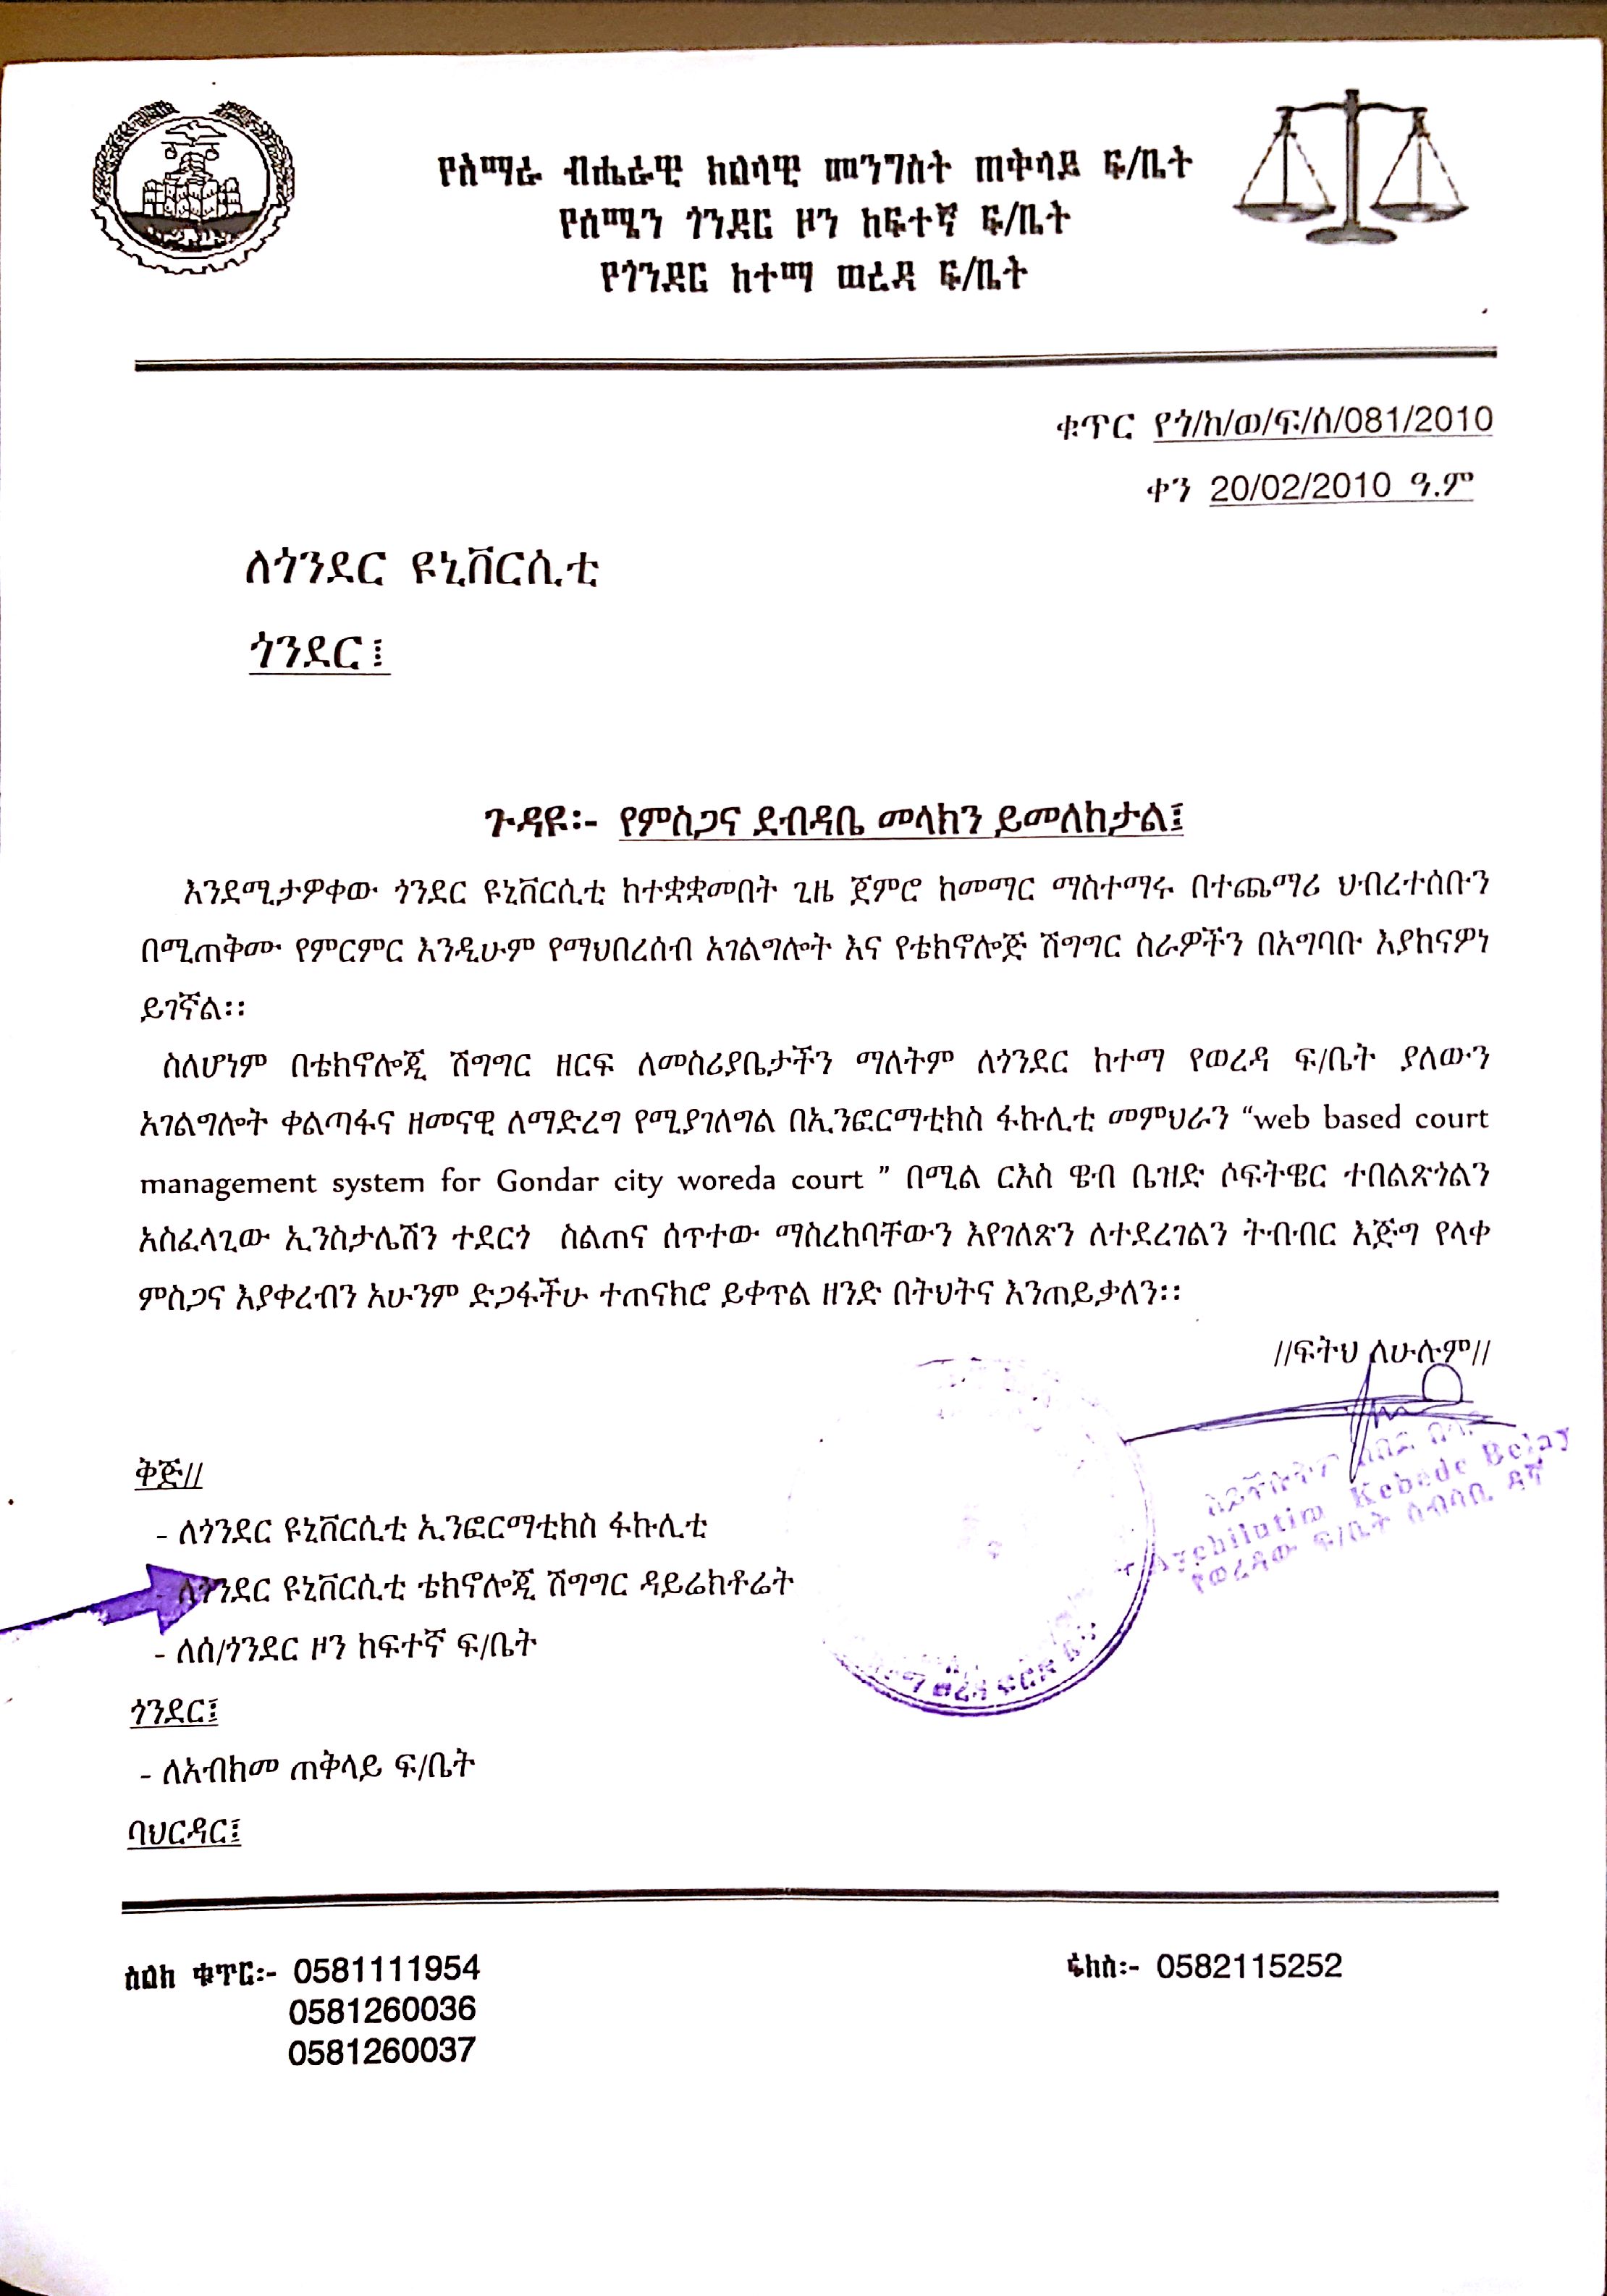 የአማራ ብሔራዊ ክልላዊ መንግስት ጠቅላይ ፍ/ቤት
የሰሜን ጎንደር ዞን ከፍተኛ ፍ/ቤት
የጎንደር ከተማ ወረዳ ፍ/ቤት
ቁጥር የጎ/ከ/ወ/ፍ/ሰ/081/2010
ቀን 20/02/2010 ዓ.ም
ለጎንደር ዩኒቨርሲቲ
ጎንደር፤
ጉዳዩ፡- የምስጋና ደብዳቤ መላክን ይመለከታል፤
እንደሚታዎቀው ጎንደር ዩኒቨርሲቲ ከተቋቋመበት ጊዜ ጀምሮ ከመማር ማስተማሩ በተጨማሪ ህብረተሰቡን
በሚጠቅሙ የምርምር እንዲሁም የማህበረሰብ አገልግሎት እና የቴክኖሎጅ ሽግግር ስራዎችን በአግባቡ እያከናዎነ
ይገኛል፡፡
ስለሆነም በቴክኖሎጂ ሽግግር ዘርፍ ለመስሪያቤታችን ማለትም ለጎንደር ከተማ የወረዳ ፍ/ቤት ያለውን
አገልግሎት ቀልጣፋና ዘመናዊ ለማድረግ የሚያገለግል በኢንፎርማቲክስ ፋኩሊቲ መምህራን “web based court
management system for Gondar city woreda court ” በሚል ርእስ ዌብ ቤዝድ ሶፍትዌር ተበልጽጎልን
አስፈላጊው ኢንስታሌሽን ተደርጎ ስልጠና ሰጥተው ማስረከባቸውን እየገለጽን ለተደረገልን ትብብር እጅግ የላቀ
ምስጋና እያቀረብን አሁንም ድጋፋችሁ ተጠናክሮ ይቀጥል ዘንድ በትህትና እንጠይቃለን፡፡
//ፍትህ ለሁሉም//
Aychilutim Kebede Belay
የወረዳው ፍ/ቤት ሰብሳቢ ዳኛ
ወረዳ ፍርድ
ቅጅ//
- ለጎንደር ዩኒቨርሲቲ ኢንፎርማቲክስ ፋኩሊቲ
- ለጎንደር ዩኒቨርሲቲ ቴክኖሎጂ ሽግግር ዳይሬክቶሬት
- ለሰ/ጎንደር ዞን ከፍተኛ ፍ/ቤት
ጎንደር፤
- ለአብክመ ጠቅላይ ፍ/ቤት
ባህርዳር፤
ስልክ ቁጥር፡- 0581111954 ፋክስ፡- 0582115252
0581260036
0581260037